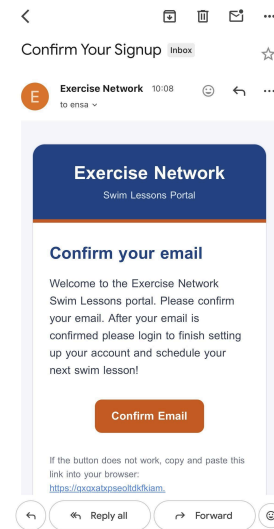 Confirm Your Signup Inbox
E
Exercise Network 10:08
to ensa
Exercise Network
Swim Lessons Portal
Confirm your email
Welcome to the Exercise Network
Swim Lessons portal. Please confirm
your email. After your email is
confirmed please login to finish setting
up your account and schedule your
next swim lesson!
Confirm Email
If the button does not work, copy and paste this
link into your browser:
Reply all
Forward